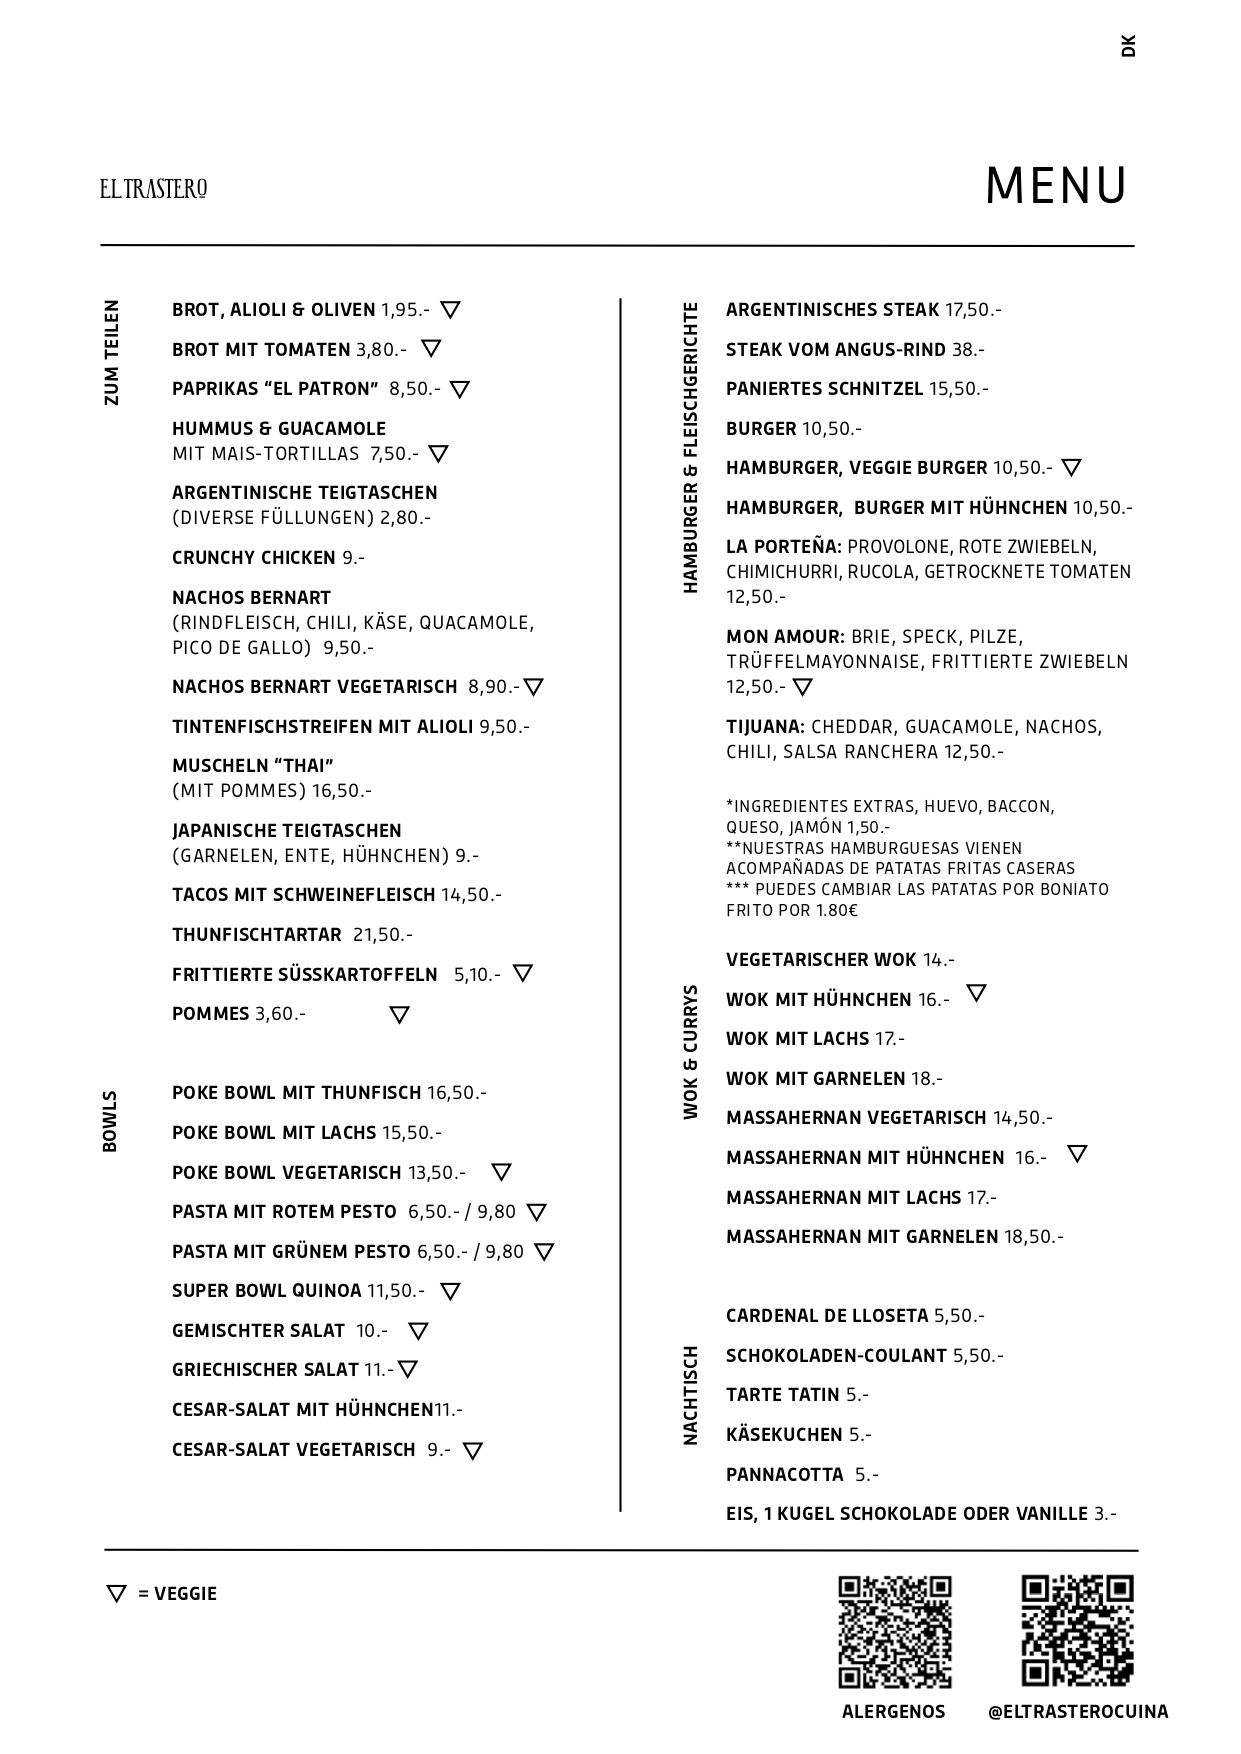 DK
EL TRASTERO
MENU
ZUM TEILEN
BROT, ALIOLI & OLIVEN 1,95.-
BROT MIT TOMATEN 3,80.-
PAPRIKAS “EL PATRON” 8,50.-
HUMMUS & GUACAMOLE
MIT MAIS-TORTILLAS 7,50.-
ARGENTINISCHE TEIGTASCHEN
(DIVERSE FÜLLUNGEN) 2,80.-
CRUNCHY CHICKEN 9.-
NACHOS BERNART
(RINDFLEISCH, CHILI, KÄSE, QUACAMOLE,
PICO DE GALLO) 9,50.-
NACHOS BERNART VEGETARISCH 8,90.-
TINTENFISCHSTREIFEN MIT ALIOLI 9,50.-
MUSCHELN “THAI”
(MIT POMMES) 16,50.-
JAPANISCHE TEIGTASCHEN
(GARNELEN, ENTE, HÜHNCHEN) 9.-
TACOS MIT SCHWEINEFLEISCH 14,50.-
THUNFISCHTARTAR 21,50.-
FRITTIERTE SÜSSKARTOFFELN 5,10.-
POMMES 3,60.-
BOWLS
POKE BOWL MIT THUNFISCH 16,50.-
POKE BOWL MIT LACHS 15,50.-
POKE BOWL VEGETARISCH 13,50.-
PASTA MIT ROTEM PESTO 6,50.- / 9,80
PASTA MIT GRÜNEM PESTO 6,50.- / 9,80
SUPER BOWL QUINOA 11,50.-
GEMISCHTER SALAT 10.-
GRIECHISCHER SALAT 11.-
CESAR-SALAT MIT HÜHNCHEN11.-
CESAR-SALAT VEGETARISCH 9.-
HAMBURGER & FLEISCHGERICHTE
ARGENTINISCHES STEAK 17,50.-
STEAK VOM ANGUS-RIND 38.-
PANIERTES SCHNITZEL 15,50.-
BURGER 10,50.-
HAMBURGER, VEGGIE BURGER 10,50.-
HAMBURGER, BURGER MIT HÜHNCHEN 10,50.-
LA PORTEÑA: PROVOLONE, ROTE ZWIEBELN,
CHIMICHURRI, RUCOLA, GETROCKNETE TOMATEN
12,50.-
MON AMOUR: BRIE, SPECK, PILZE,
TRÜFFELMAYONNAISE, FRITTIERTE ZWIEBELN
12,50.-
TIJUANA: CHEDDAR, GUACAMOLE, NACHOS,
CHILI, SALSA RANCHERA 12,50.-
*INGREDIENTES EXTRAS, HUEVO, BACCON,
QUESO, JAMÓN 1,50.-
**NUESTRAS HAMBURGUESAS VIENEN
ACOMPAÑADAS DE PATATAS FRITAS CASERAS
*** PUEDES CAMBIAR LAS PATATAS POR BONIATO
FRITO POR 1.80€
WOK & CURRYS
VEGETARISCHER WOK 14.-
WOK MIT HÜHNCHEN 16.-
WOK MIT LACHS 17.-
WOK MIT GARNELEN 18.-
MASSAHERNAN VEGETARISCH 14,50.-
MASSAHERNAN MIT HÜHNCHEN 16.-
MASSAHERNAN MIT LACHS 17.-
MASSAHERNAN MIT GARNELEN 18,50.-
NACHTISCH
CARDENAL DE LLOSETA 5,50.-
SCHOKOLADEN-COULANT 5,50.-
TARTE TATIN 5.-
KÄSEKUCHEN 5.-
PANNACOTTA 5.-
EIS, 1 KUGEL SCHOKOLADE ODER VANILLE 3.-
= VEGGIE
ALERGENOS
@ELTRASTEROCUINA